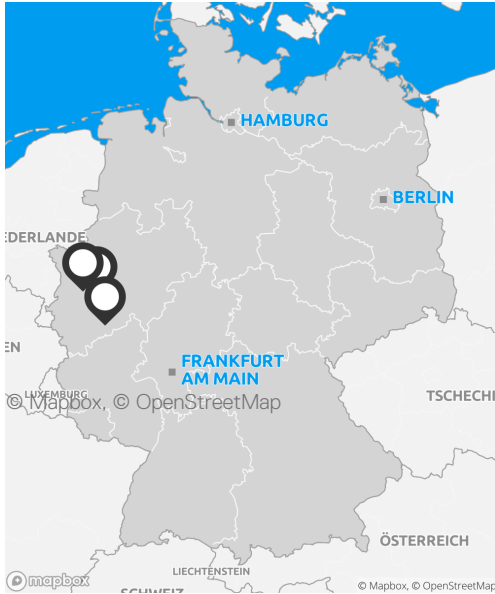 HAMBURG
BERLIN
EDERLANDE
EN
FRANKFURT
AM MAIN
LUXEMBURG
© Mapbox, © OpenStreetMap
TSCHECHI
ÖSTERREICH
LIECHTENSTEIN
SCHWEIZ
mapbox
© Mapbox, © OpenStreetMap